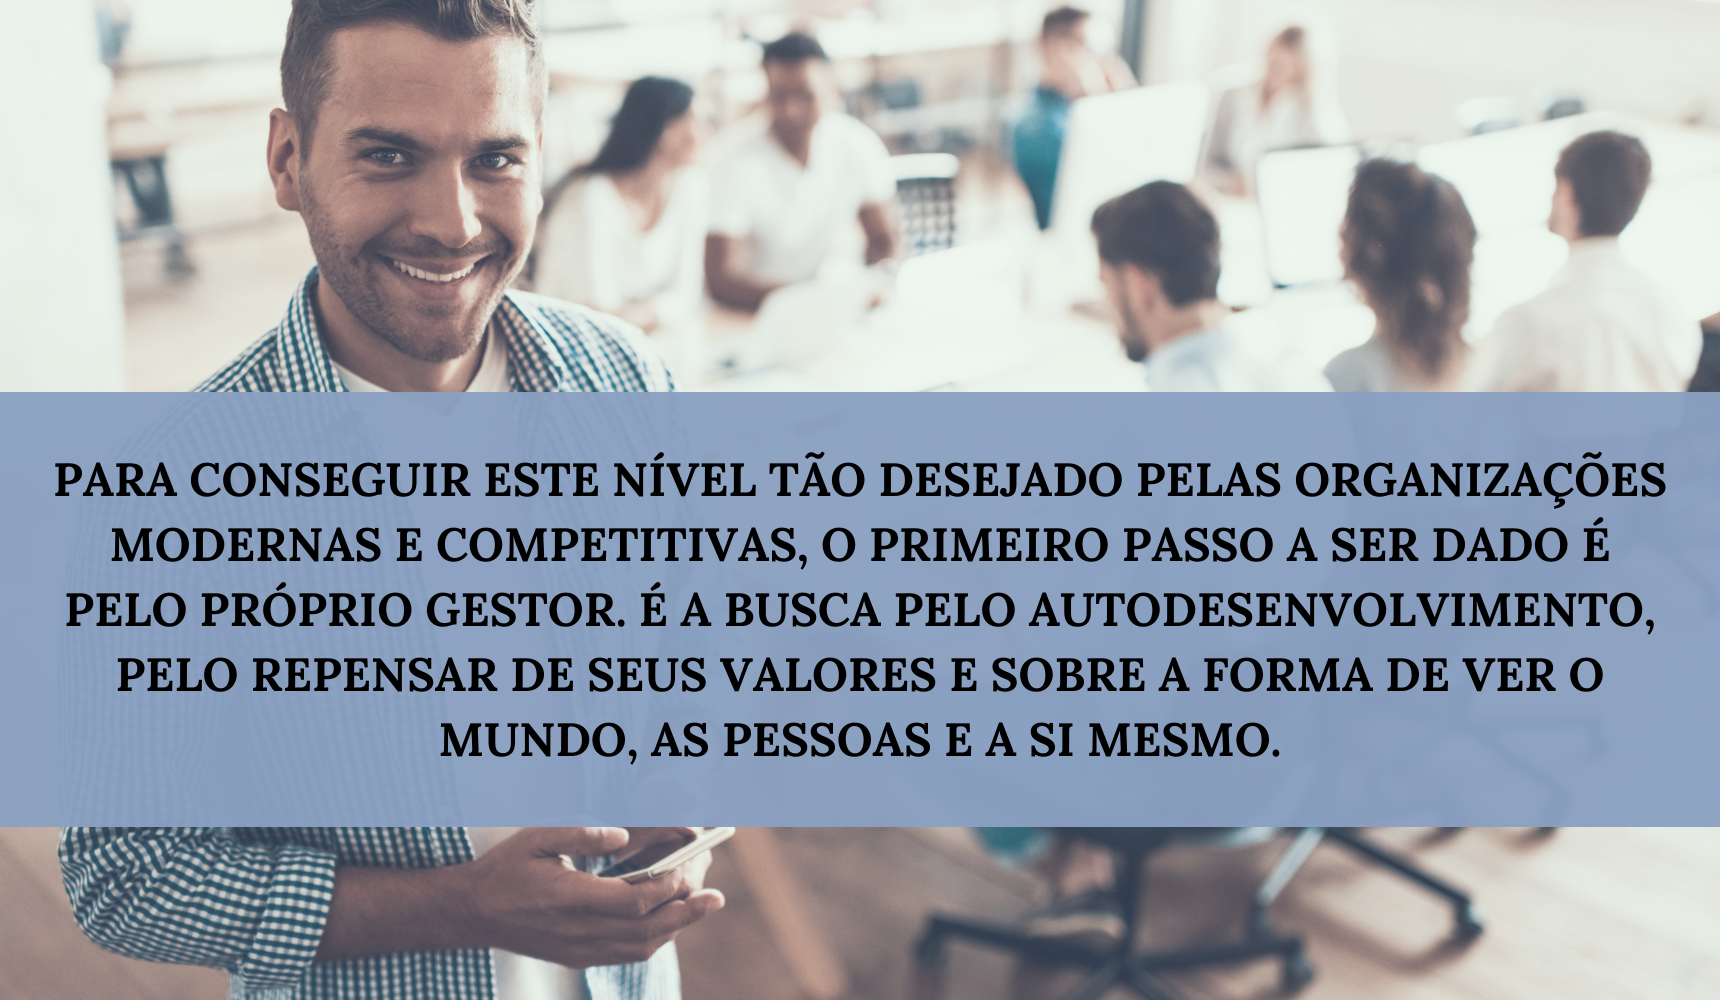 PARA CONSEGUIR ESTE NÍVEL TÃO DESEJADO PELAS ORGANIZAÇÕES
MODERNAS E COMPETITIVAS, O PRIMEIRO PASSO A SER DADO É
PELO PRÓPRIO GESTOR. É A BUSCA PELO AUTODESENVOLVIMENTO,
PELO REPENSAR DE SEUS VALORES E SOBRE A FORMA DE VER O
MUNDO, AS PESSOAS E A SI MESMO.